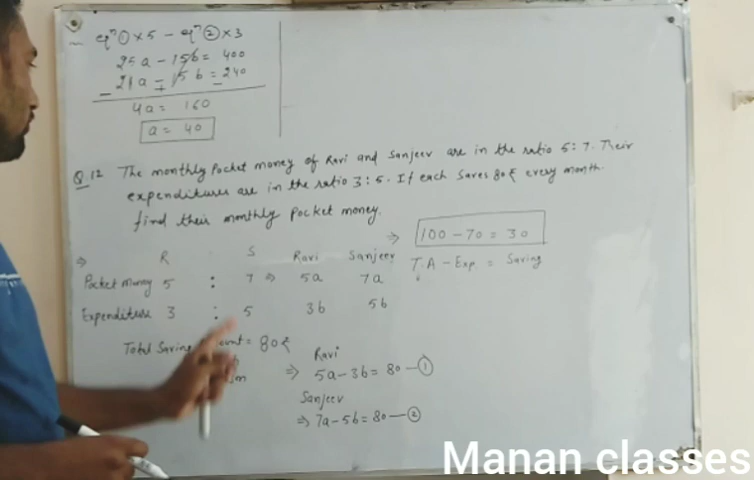 eqⁿ ① × 5 - eqⁿ ② × 3
25a - 15b = 400
- 21a + 15b = - 240
4a = 160
a = 40
Q.12 The monthly Pocket money of Ravi and Sanjeev are in the ratio 5:7. Their
expenditures are in the ratio 3:5. If each saves 80₹ every month.
find their monthly Pocket money.
⇒ 100 - 70 = 30
T.A - Exp. = Saving
⇒ R S Ravi Sanjeev
Pocket Money 5 : 7 ⇒ 5a 7a
Expenditure 3 : 5 3b 5b
Total Saving = 80₹
Ravi
⇒ 5a - 3b = 80 — ①
Sanjeev
⇒ 7a - 5b = 80 — ②
Manan classes